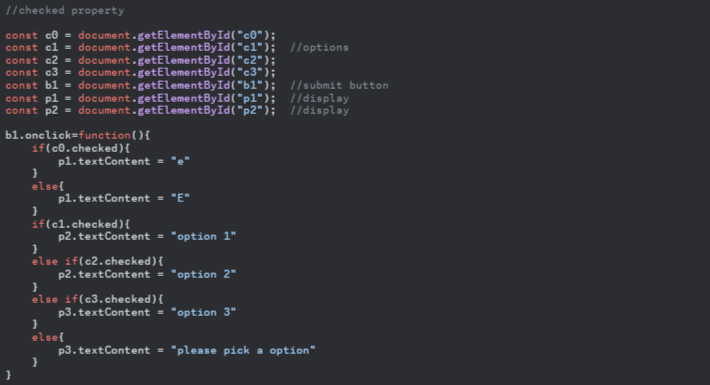 //checked property
const c0 = document.getElementById("c0");
const c1 = document.getElementById("c1");  //options
const c2 = document.getElementById("c2");
const c3 = document.getElementById("c3");
const b1 = document.getElementById("b1");  //submit button
const p1 = document.getElementById("p1");  //display
const p2 = document.getElementById("p2");  //display
b1.onclick=function(){
    if(c0.checked){
        p1.textContent = "e"
    }
    else{
        p1.textContent = "E"
    }
    if(c1.checked){
        p2.textContent = "option 1"
    }
    else if(c2.checked){
        p2.textContent = "option 2"
    }
    else if(c3.checked){
        p3.textContent = "option 3"
    }
    else{
        p3.textContent = "please pick a option"
    }
}